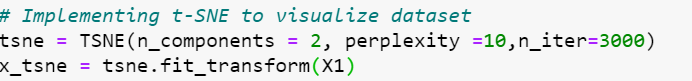 # Implementing t-SNE to visualize dataset
tsne = TSNE(n_components = 2, perplexity =10,n_iter=3000)
x_tsne = tsne.fit_transform(X1)